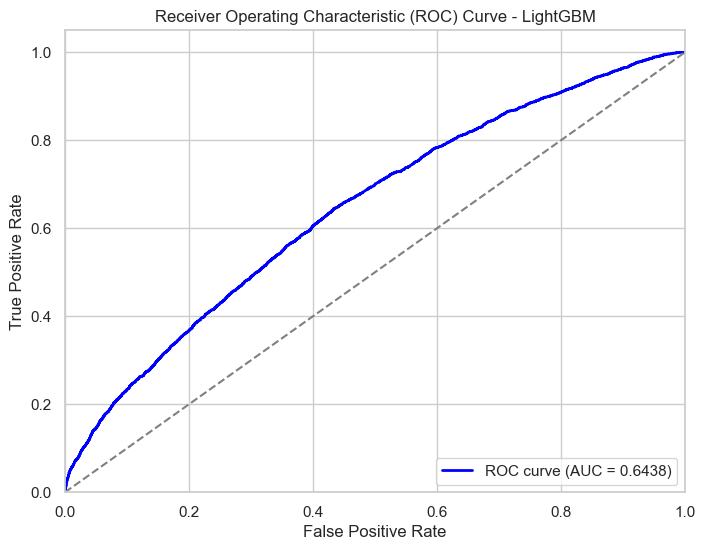 Receiver Operating Characteristic (ROC) Curve - LightGBM
1.0
0.8
0.6
0.4
0.2
0.0
True Positive Rate
ROC curve (AUC = 0.6438)
0.0 0.2 0.4 0.6 0.8 1.0
False Positive Rate